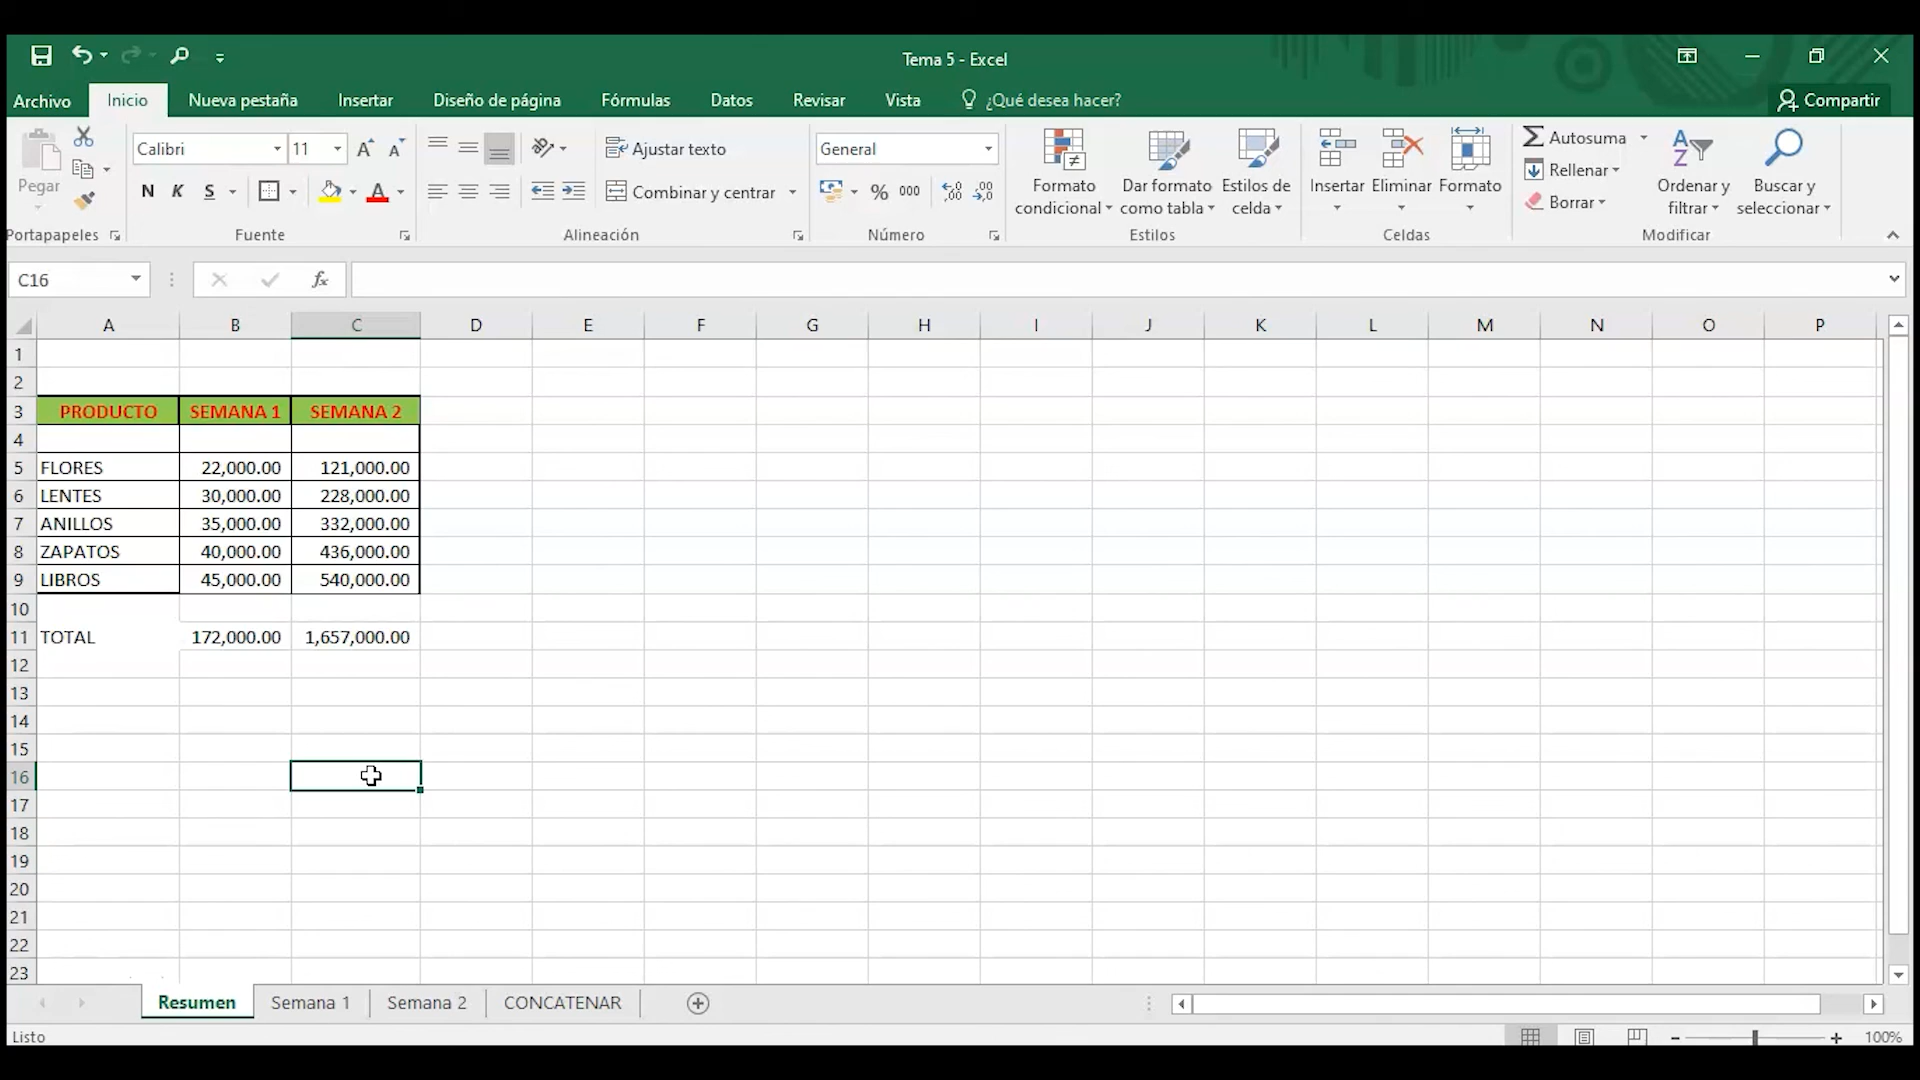 Tema 5 - Excel
Archivo Inicio Nueva pestaña Insertar Diseño de página Fórmulas Datos Revisar Vista ¿Qué desea hacer? Compartir
Pegar
Portapapeles
Calibri 11
N K S
Fuente
Ajustar texto
Combinar y centrar
Alineación
General
% 000
Número
Formato condicional
Dar formato como tabla
Estilos de celda
Estilos
Insertar Eliminar Formato
Celdas
Autosuma
Rellenar
Borrar
Ordenar y filtrar
Buscar y seleccionar
Modificar
C16 fx
A B C D E F G H I J K L M N O P
1
2
3 PRODUCTO SEMANA 1 SEMANA 2
4
5 FLORES 22,000.00 121,000.00
6 LENTES 30,000.00 228,000.00
7 ANILLOS 35,000.00 332,000.00
8 ZAPATOS 40,000.00 436,000.00
9 LIBROS 45,000.00 540,000.00
10
11 TOTAL 172,000.00 1,657,000.00
12
13
14
15
16
17
18
19
20
21
22
23
Resumen Semana 1 Semana 2 CONCATENAR
Listo 100%